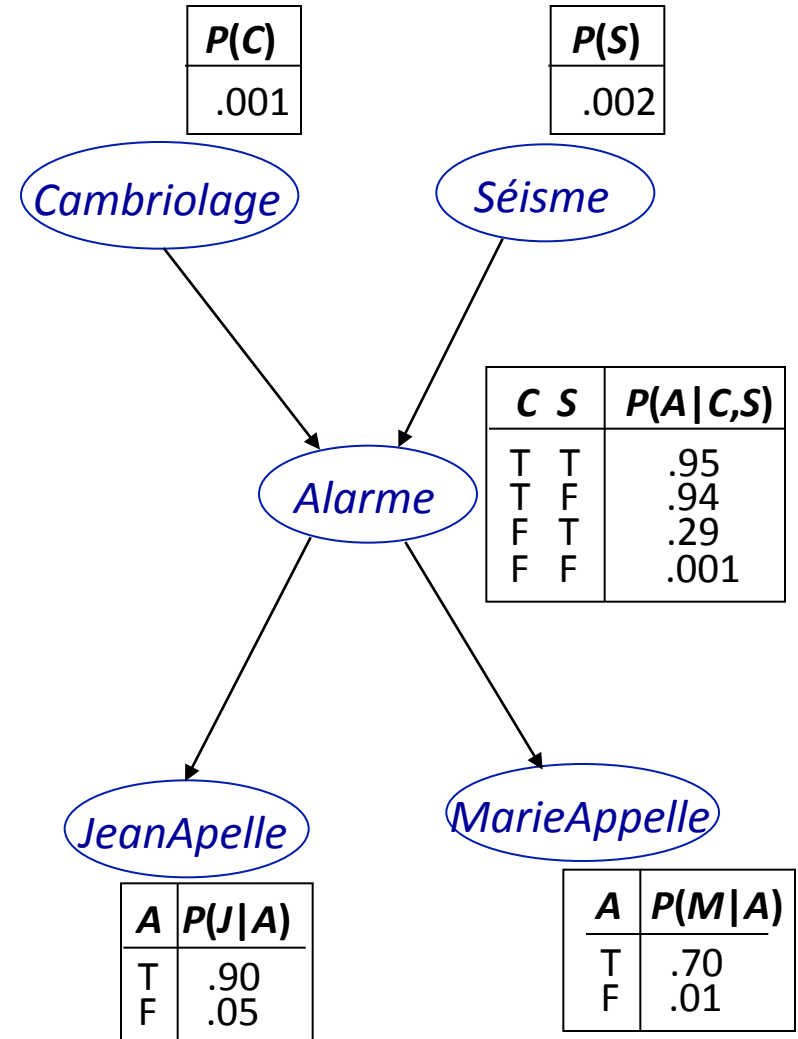 P(C)
.001
P(S)
.002
Cambriolage
Séisme
C S P(A|C,S)
T T .95
T F .94
F T .29
F F .001
Alarme
JeanApelle
MarieAppelle
A P(J|A)
T .90
F .05
A P(M|A)
T .70
F .01